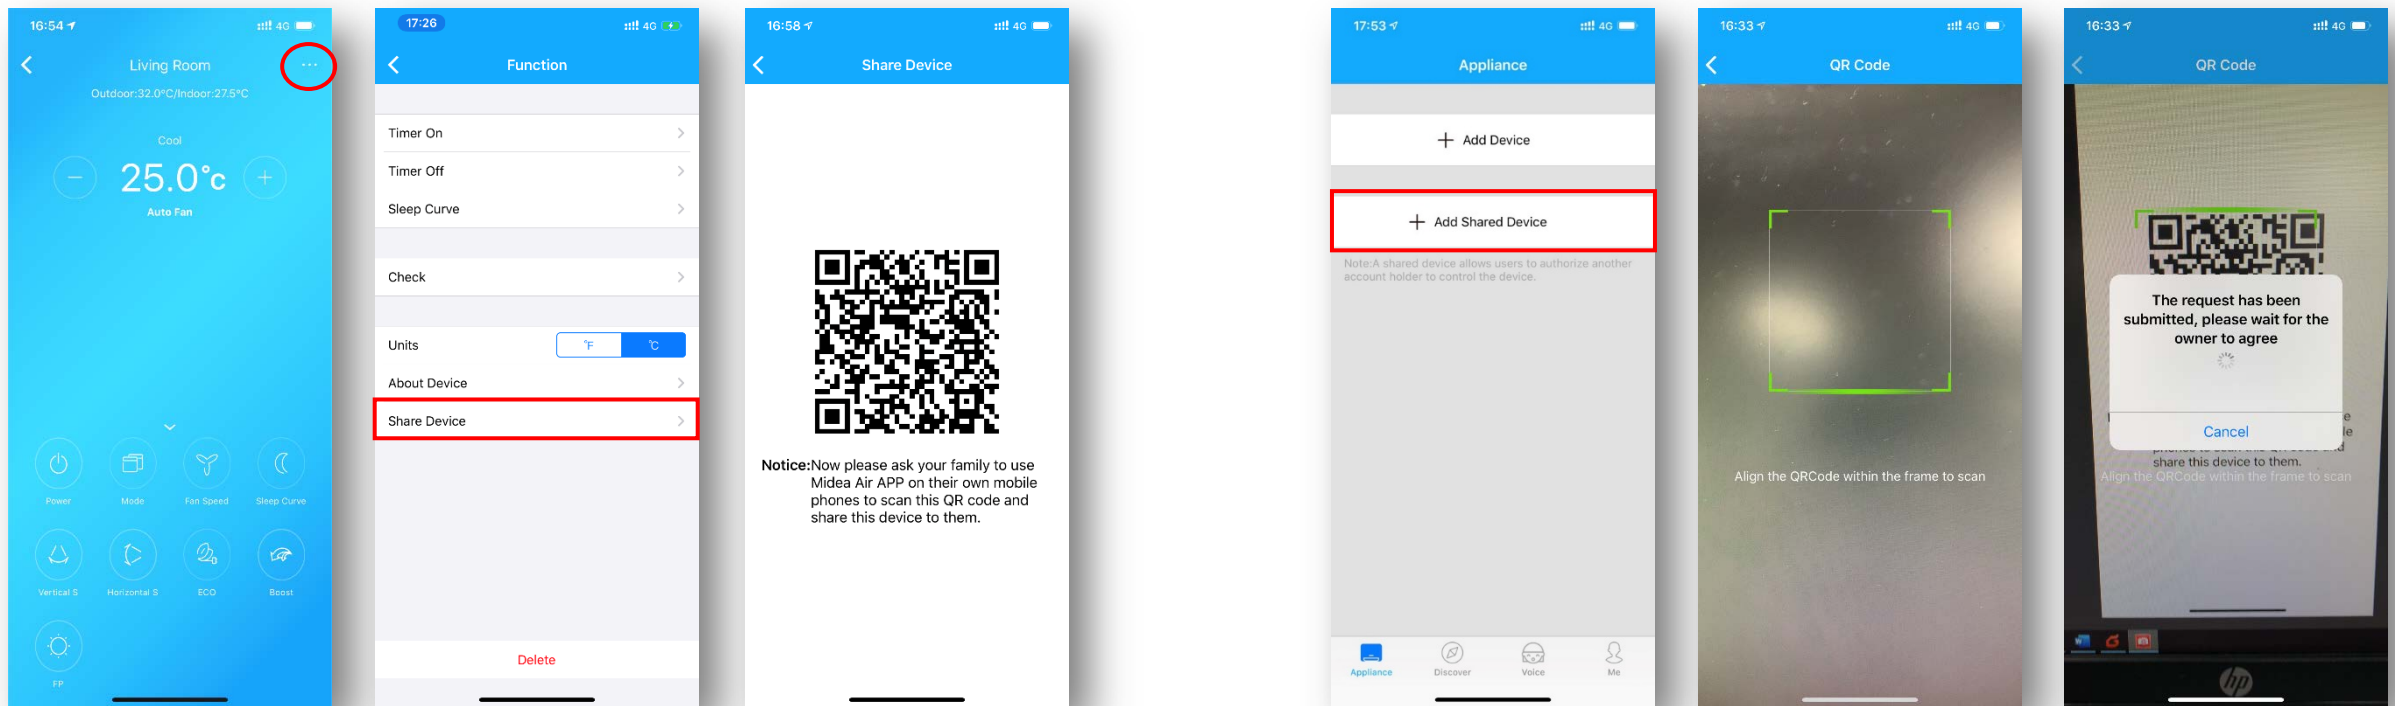 16:54
4G
Living Room
...
Outdoor:32.0°C/Indoor:27.5°C
Cool
25.0°c
Auto Fan
Power
Mode
Fan Speed
Sleep Curve
Vertical S
Horizontal S
ECO
Boost
FP
17:26
4G
Function
Timer On
Timer Off
Sleep Curve
Check
Units
°F
°C
About Device
Share Device
Delete
16:58
4G
Share Device
Notice:Now please ask your family to use
Midea Air APP on their own mobile
phones to scan this QR code and
share this device to them.
17:53
4G
Appliance
+ Add Device
+ Add Shared Device
Note:A shared device allows users to authorize another
account holder to control the device.
Appliance
Discover
Voice
Me
16:33
4G
QR Code
Align the QRCode within the frame to scan
16:33
4G
QR Code
The request has been
submitted, please wait for the
owner to agree
Cancel
share this device to them.
Align the QRCode within the frame to scan
hp